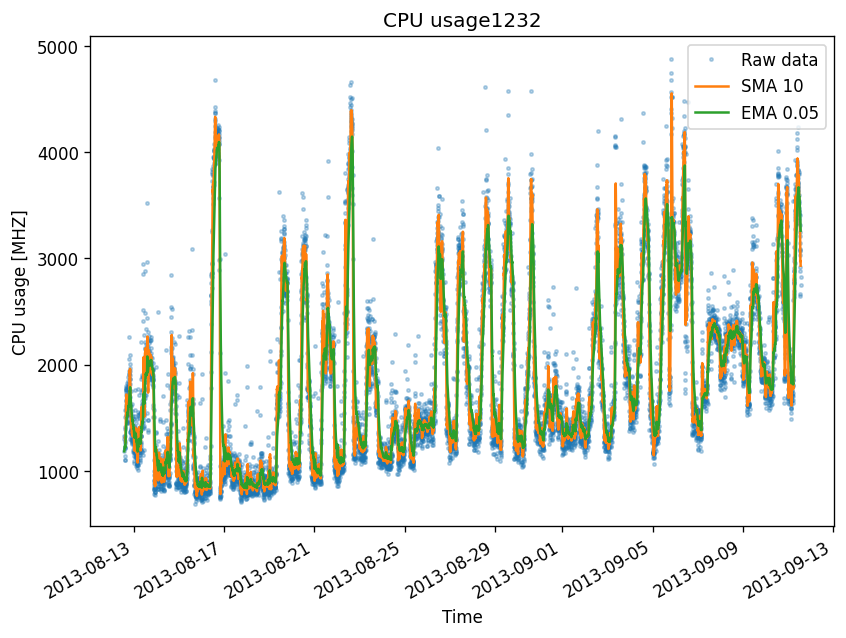 CPU usage1232
5000
4000
3000
2000
1000
CPU usage [MHZ]
Raw data
SMA 10
EMA 0.05
2013-08-13
2013-08-17
2013-08-21
2013-08-25
2013-08-29
2013-09-01
2013-09-05
2013-09-09
2013-09-13
Time